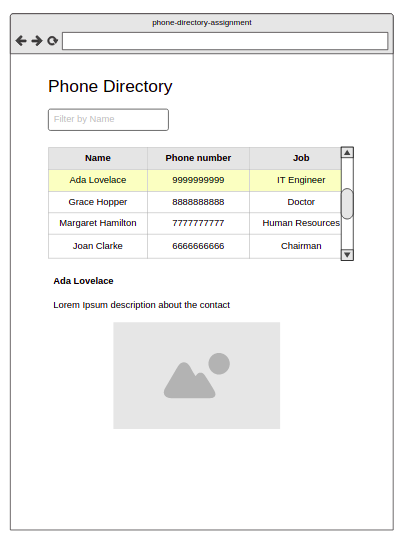 phone-directory-assignment
Phone Directory
Filter by Name
Name Phone number Job
Ada Lovelace 9999999999 IT Engineer
Grace Hopper 8888888888 Doctor
Margaret Hamilton 7777777777 Human Resources
Joan Clarke 6666666666 Chairman
Ada Lovelace
Lorem Ipsum description about the contact